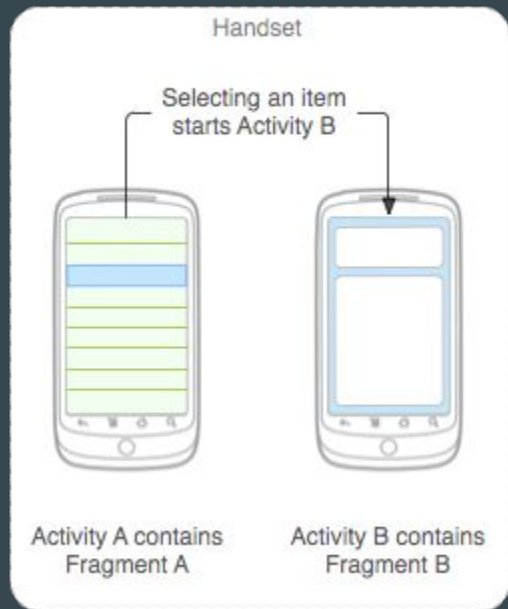 Handset
Selecting an item
starts Activity B
Activity A contains
Fragment A
Activity B contains
Fragment B